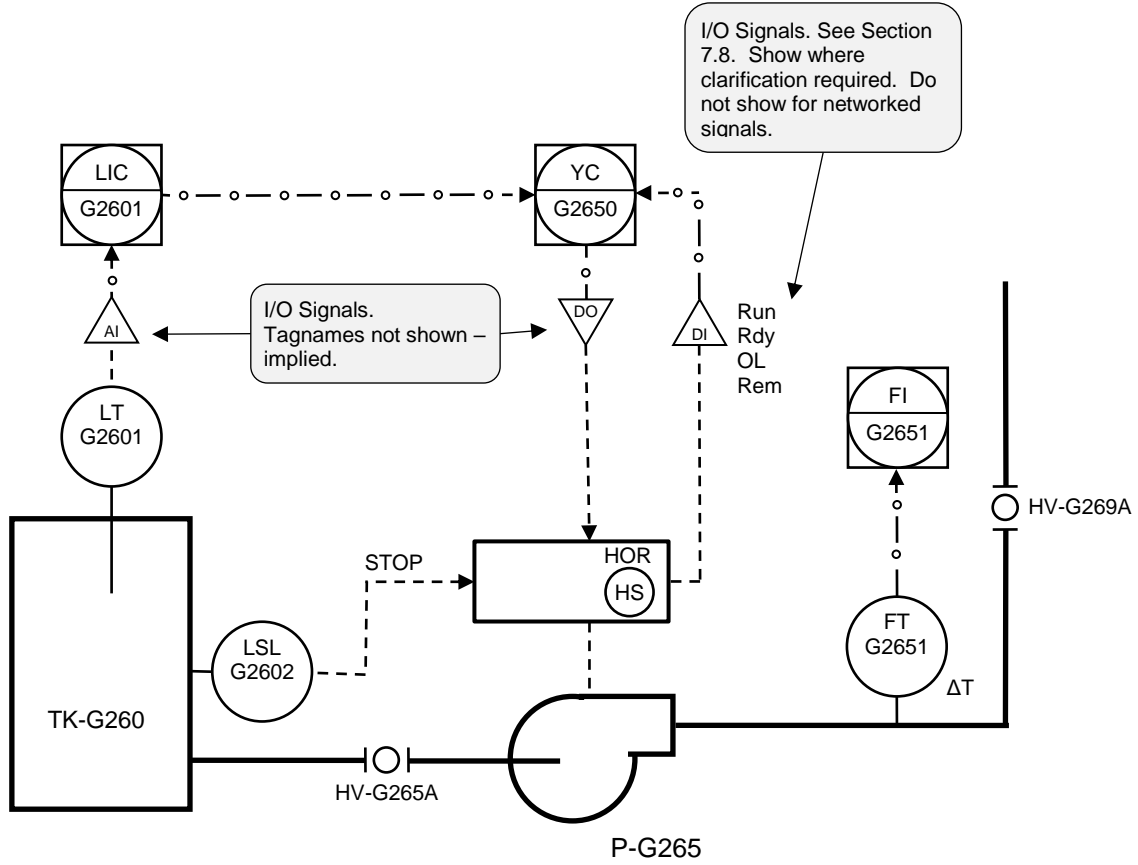 I/O Signals. See Section
7.8. Show where
clarification required. Do
not show for networked
signals.
LIC
G2601
YC
G2650
I/O Signals.
Tagnames not shown –
implied.
AI
DO
DI
Run
Rdy
OL
Rem
LT
G2601
FI
G2651
HV-G269A
STOP
HOR
HS
LSL
G2602
FT
G2651
ΔT
TK-G260
HV-G265A
P-G265